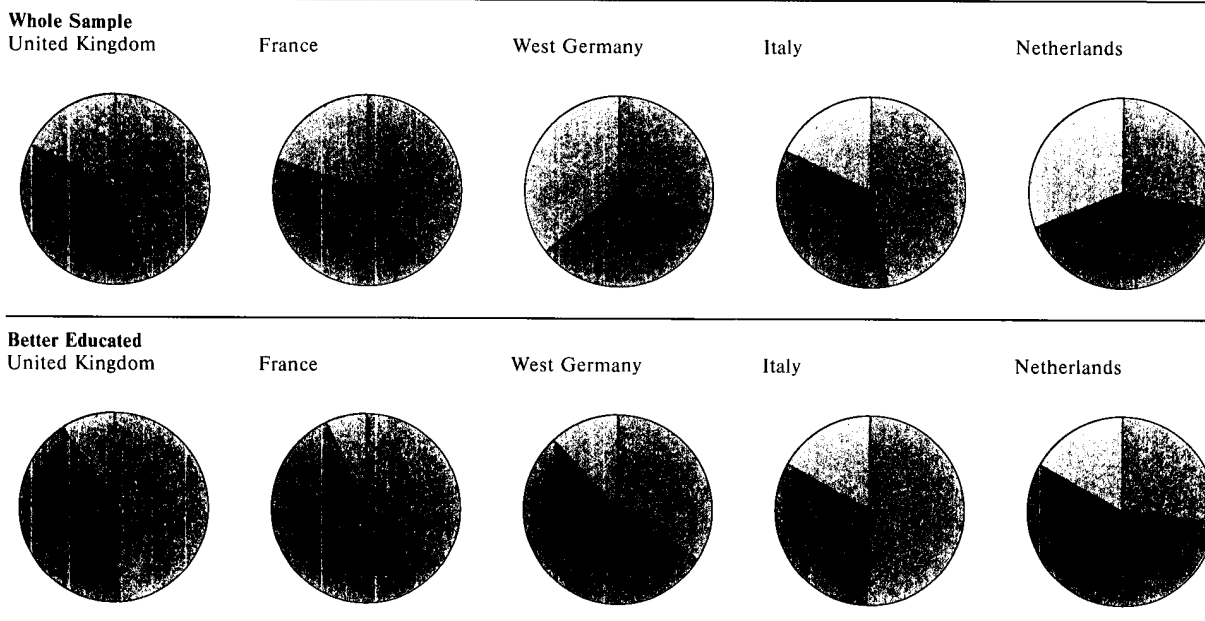 Whole Sample
United Kingdom France West Germany Italy Netherlands
Better Educated
United Kingdom France West Germany Italy Netherlands